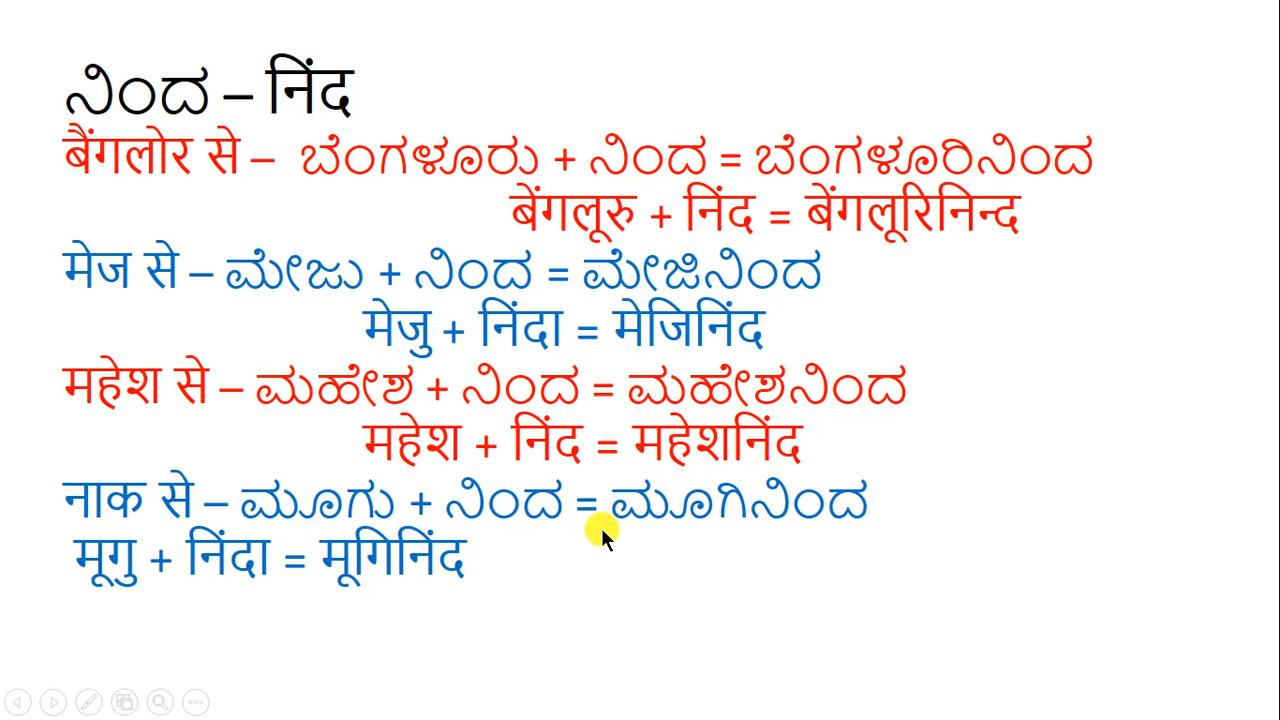 ನಿಂದ – निंद
बैंगलोर से – ಬೆಂಗಳೂರು + ನಿಂದ = ಬೆಂಗಳೂರಿನಿಂದ
बेंगलूरु + निंद = बेंगलूरिनिन्द
मेज से – ಮೇಜು + ನಿಂದ = ಮೇಜಿನಿಂದ
मेजु + निंदा = मेजिनिंद
महेश से – ಮಹೇಶ + ನಿಂದ = ಮಹೇಶನಿಂದ
महेश + निंद = महेशनिंद
नाक से – ಮೂಗು + ನಿಂದ = ಮೂಗಿನಿಂದ
मूगु + निंदा = मूगिनिंद